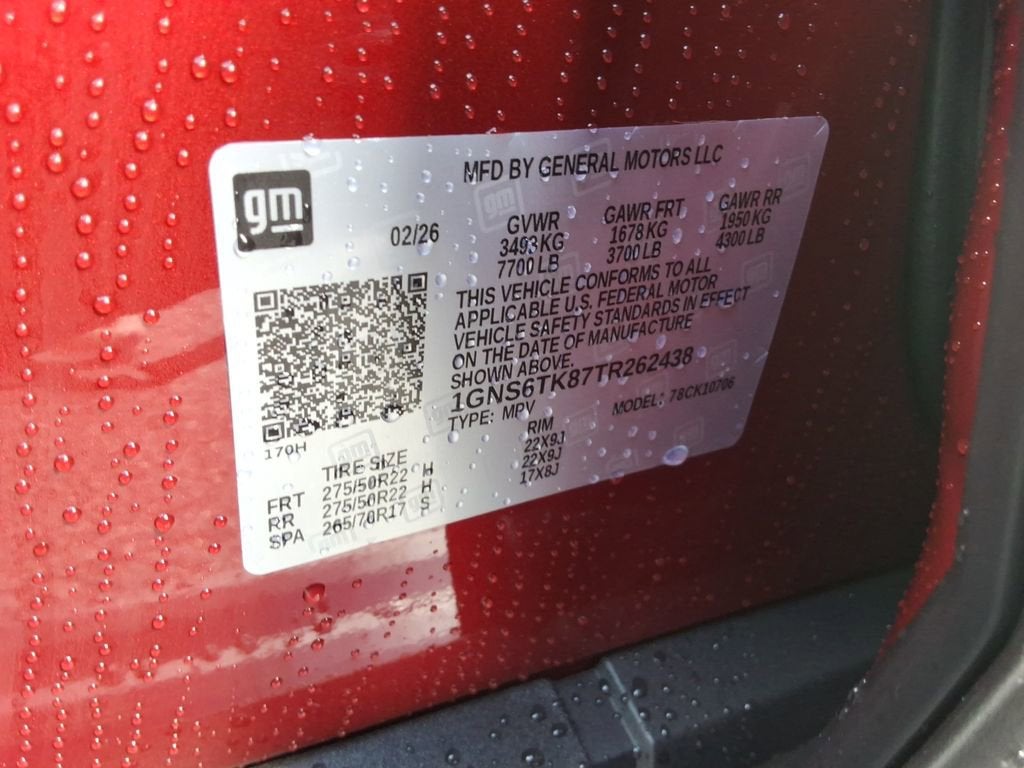 MFD BY GENERAL MOTORS LLC
gm
02/26
GVWR GAWR FRT GAWR RR
3493 KG 1678 KG 1950 KG
7700 LB 3700 LB 4300 LB
THIS VEHICLE CONFORMS TO ALL
APPLICABLE U.S. FEDERAL MOTOR
VEHICLE SAFETY STANDARDS IN EFFECT
ON THE DATE OF MANUFACTURE
SHOWN ABOVE.
1GNS6TK87TR262438
TYPE: MPV MODEL: 78CK10706
170H
TIRE SIZE RIM
FRT 275/50R22 H 22X9J
RR 275/50R22 H 22X9J
SPA 265/70R17 S 17X8J